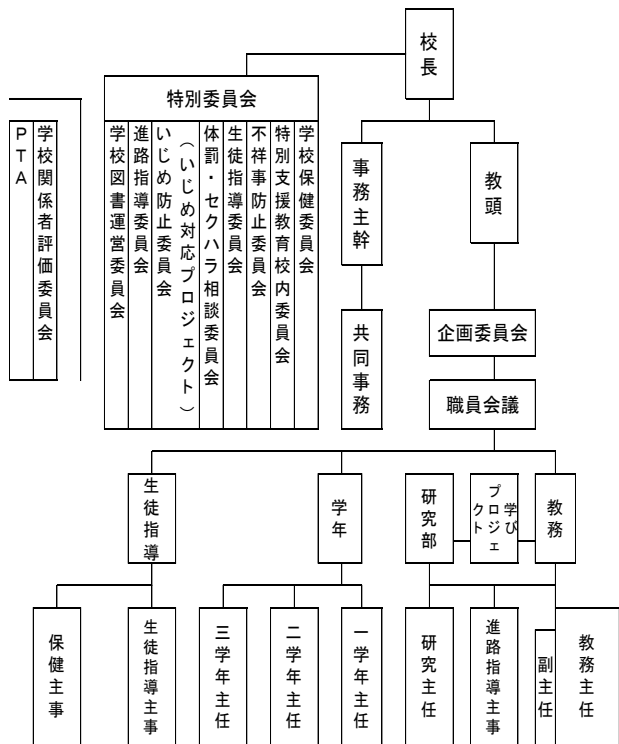 校長
特別委員会
学校保健委員会
特別支援教育校内委員会
不祥事防止委員会
生徒指導委員会
体罰・セクハラ相談委員会
いじめ防止委員会
（いじめ対応プロジェクト）
進路指導委員会
学校図書運営委員会
学校関係者評価委員会
PTA
教頭
事務主幹
共同事務
企画委員会
職員会議
教務
学び
プロジェ
クト
研究部
学年
生徒指導
教務主任
副主任
進路指導主事
研究主任
一学年主任
二学年主任
三学年主任
生徒指導主事
保健主事